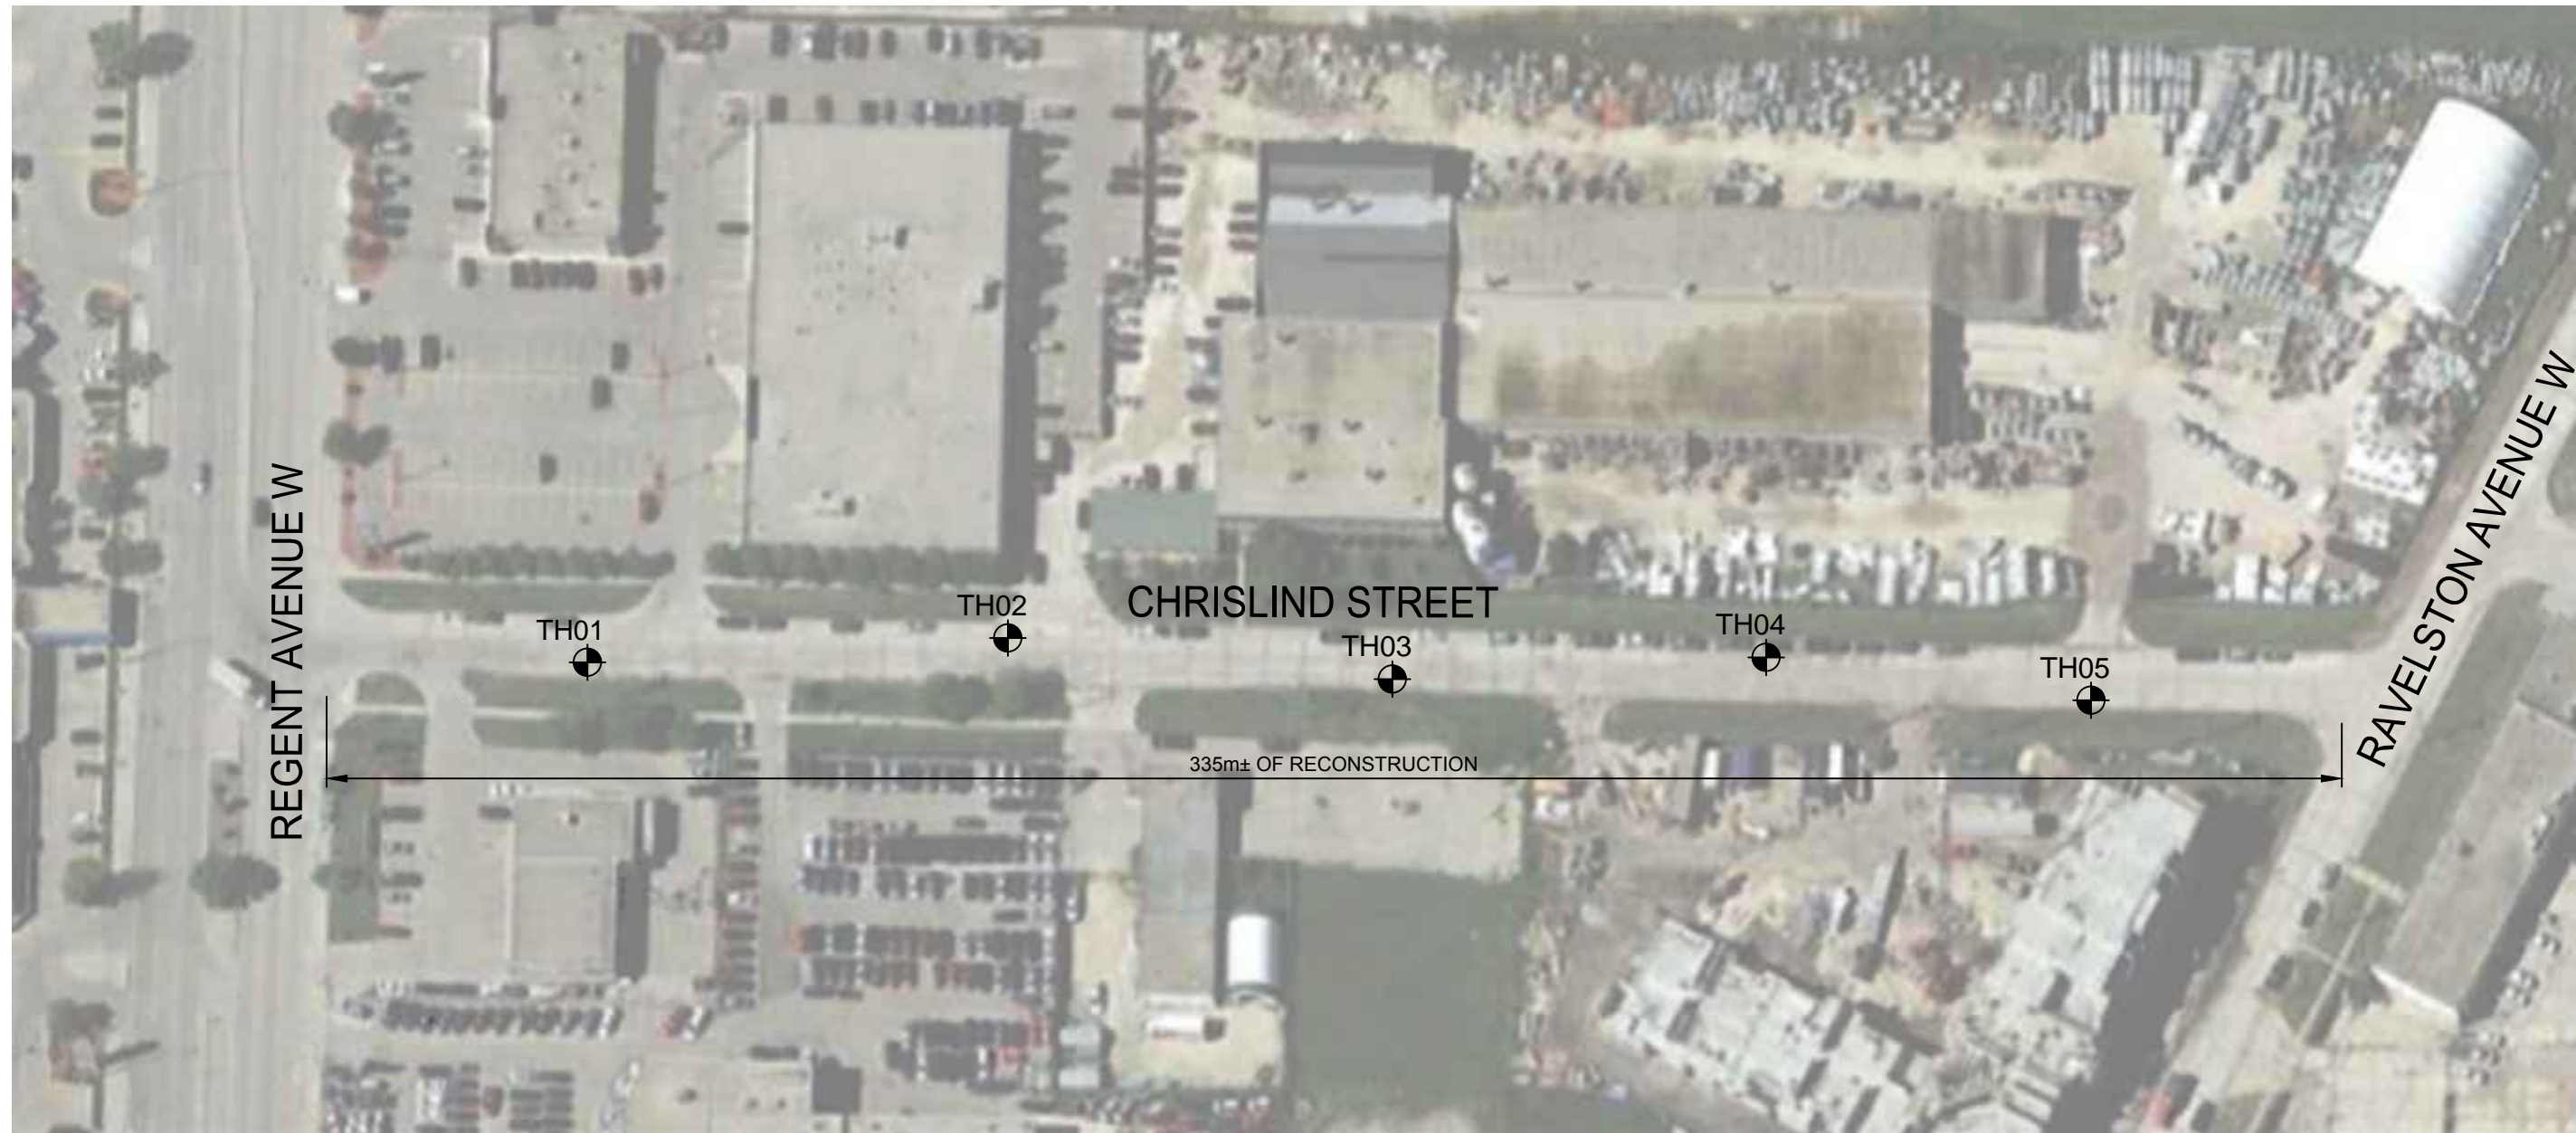 REGENT AVENUE W
CHRISLIND STREET
RAVELSTON AVENUE W
TH01
TH02
TH03
TH04
TH05
335m± OF RECONSTRUCTION